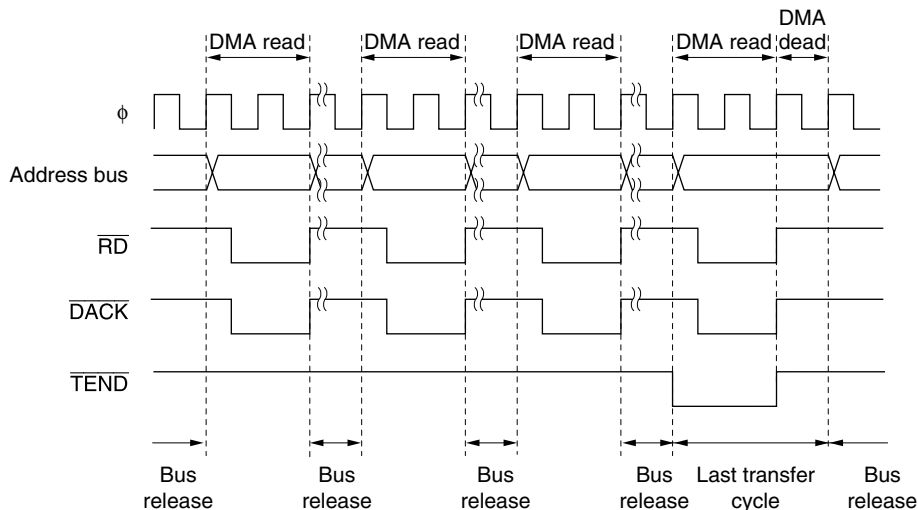 DMA
DMA read DMA read DMA read DMA read dead
ϕ
Address bus
RD
DACK
TEND
Bus release
Bus release
Bus release
Bus release
Last transfer cycle
Bus release